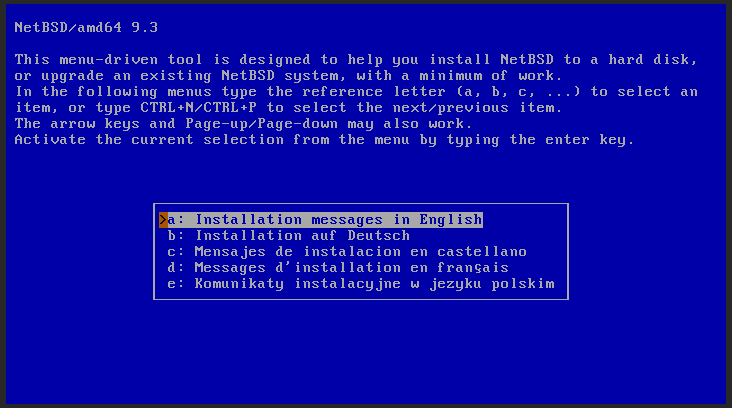 NetBSD/amd64 9.3
This menu-driven tool is designed to help you install NetBSD to a hard disk,
or upgrade an existing NetBSD system, with a minimum of work.
In the following menus type the reference letter (a, b, c, ...) to select an
item, or type CTRL+N/CTRL+P to select the next/previous item.
The arrow keys and Page-up/Page-down may also work.
Activate the current selection from the menu by typing the enter key.
>a: Installation messages in English
b: Installation auf Deutsch
c: Mensajes de instalacion en castellano
d: Messages d'installation en français
e: Komunikaty instalacyjne w jezyku polskim